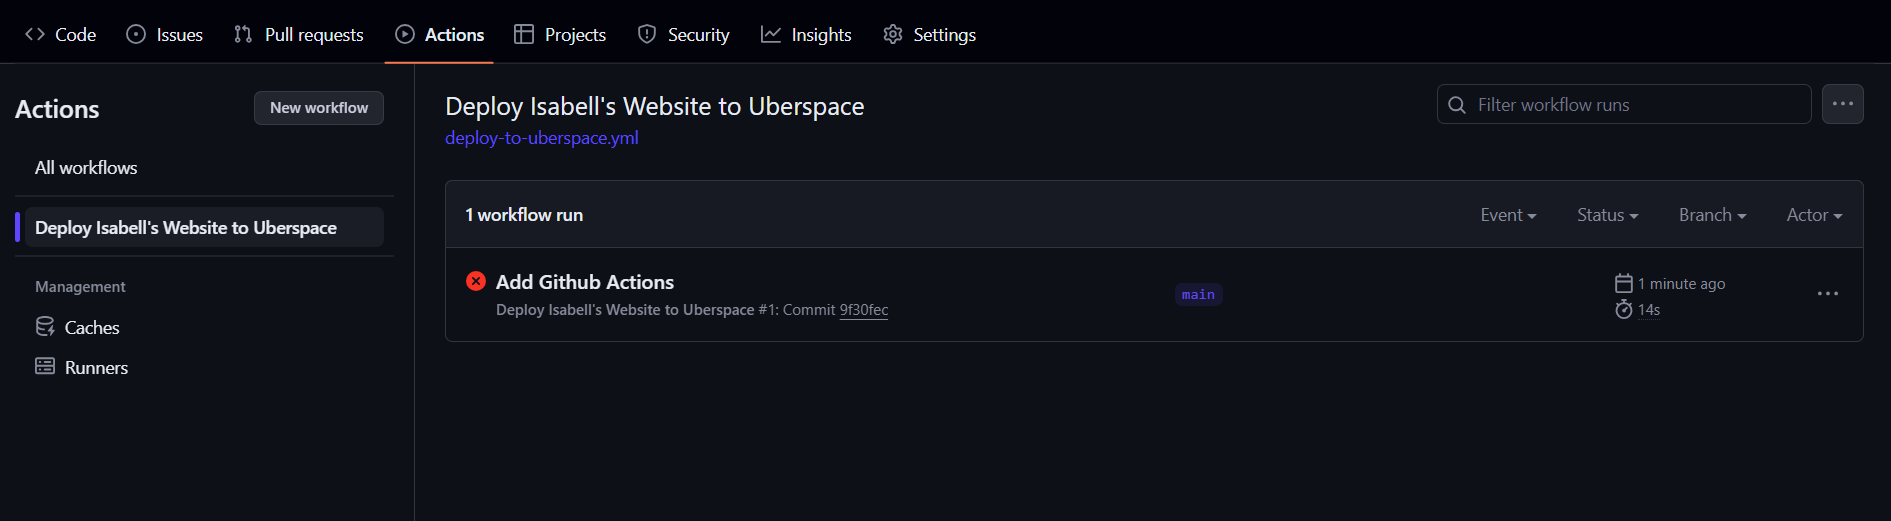 Code Issues Pull requests Actions Projects Security Insights Settings
Actions
New workflow
All workflows
Deploy Isabell's Website to Uberspace
Management
Caches
Runners
Deploy Isabell's Website to Uberspace
deploy-to-uberspace.yml
Filter workflow runs
1 workflow run
Event Status Branch Actor
Add Github Actions
Deploy Isabell's Website to Uberspace #1: Commit 9f30fec
main
1 minute ago
14s